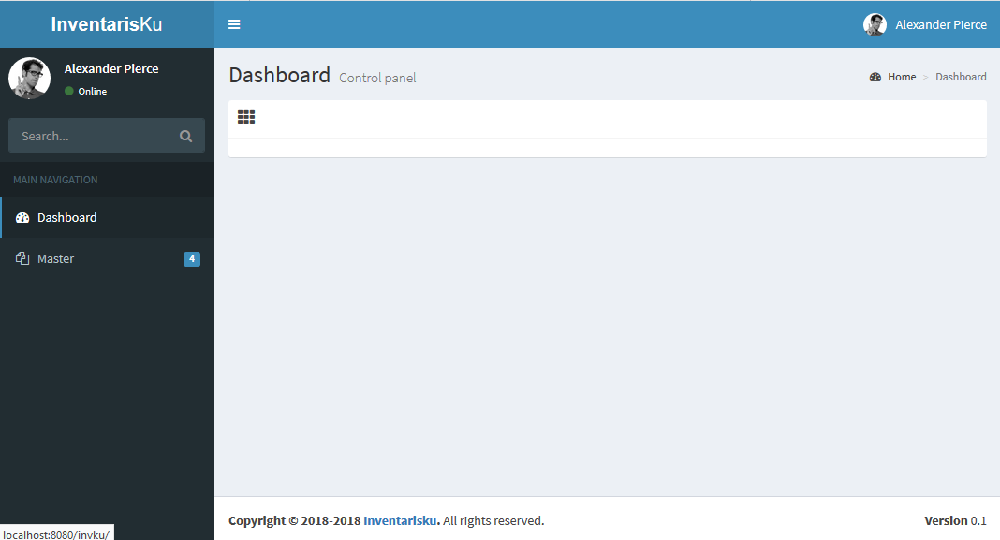 InventarisKu
Alexander Pierce
Alexander Pierce
Online
Search...
MAIN NAVIGATION
Dashboard
Master 4
Dashboard Control panel
Home > Dashboard
Copyright © 2018-2018 Inventarisku. All rights reserved.
Version 0.1
localhost:8080/invku/